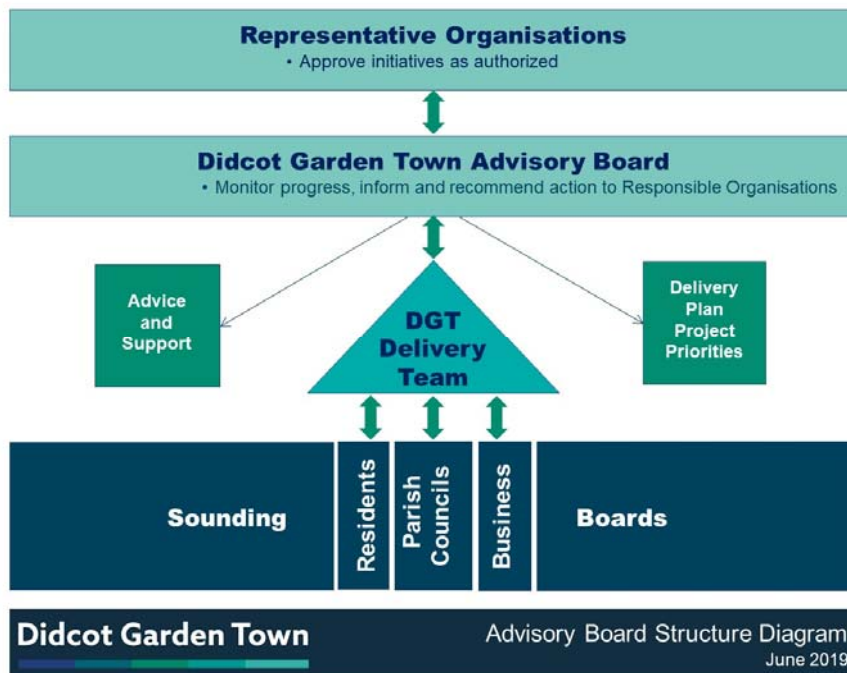 Representative Organisations
• Approve initiatives as authorized
Didcot Garden Town Advisory Board
• Monitor progress, inform and recommend action to Responsible Organisations
Advice
and
Support
DGT
Delivery
Team
Delivery
Plan
Project
Priorities
Sounding
Residents
Parish
Councils
Business
Boards
Didcot Garden Town
Advisory Board Structure Diagram
June 2019